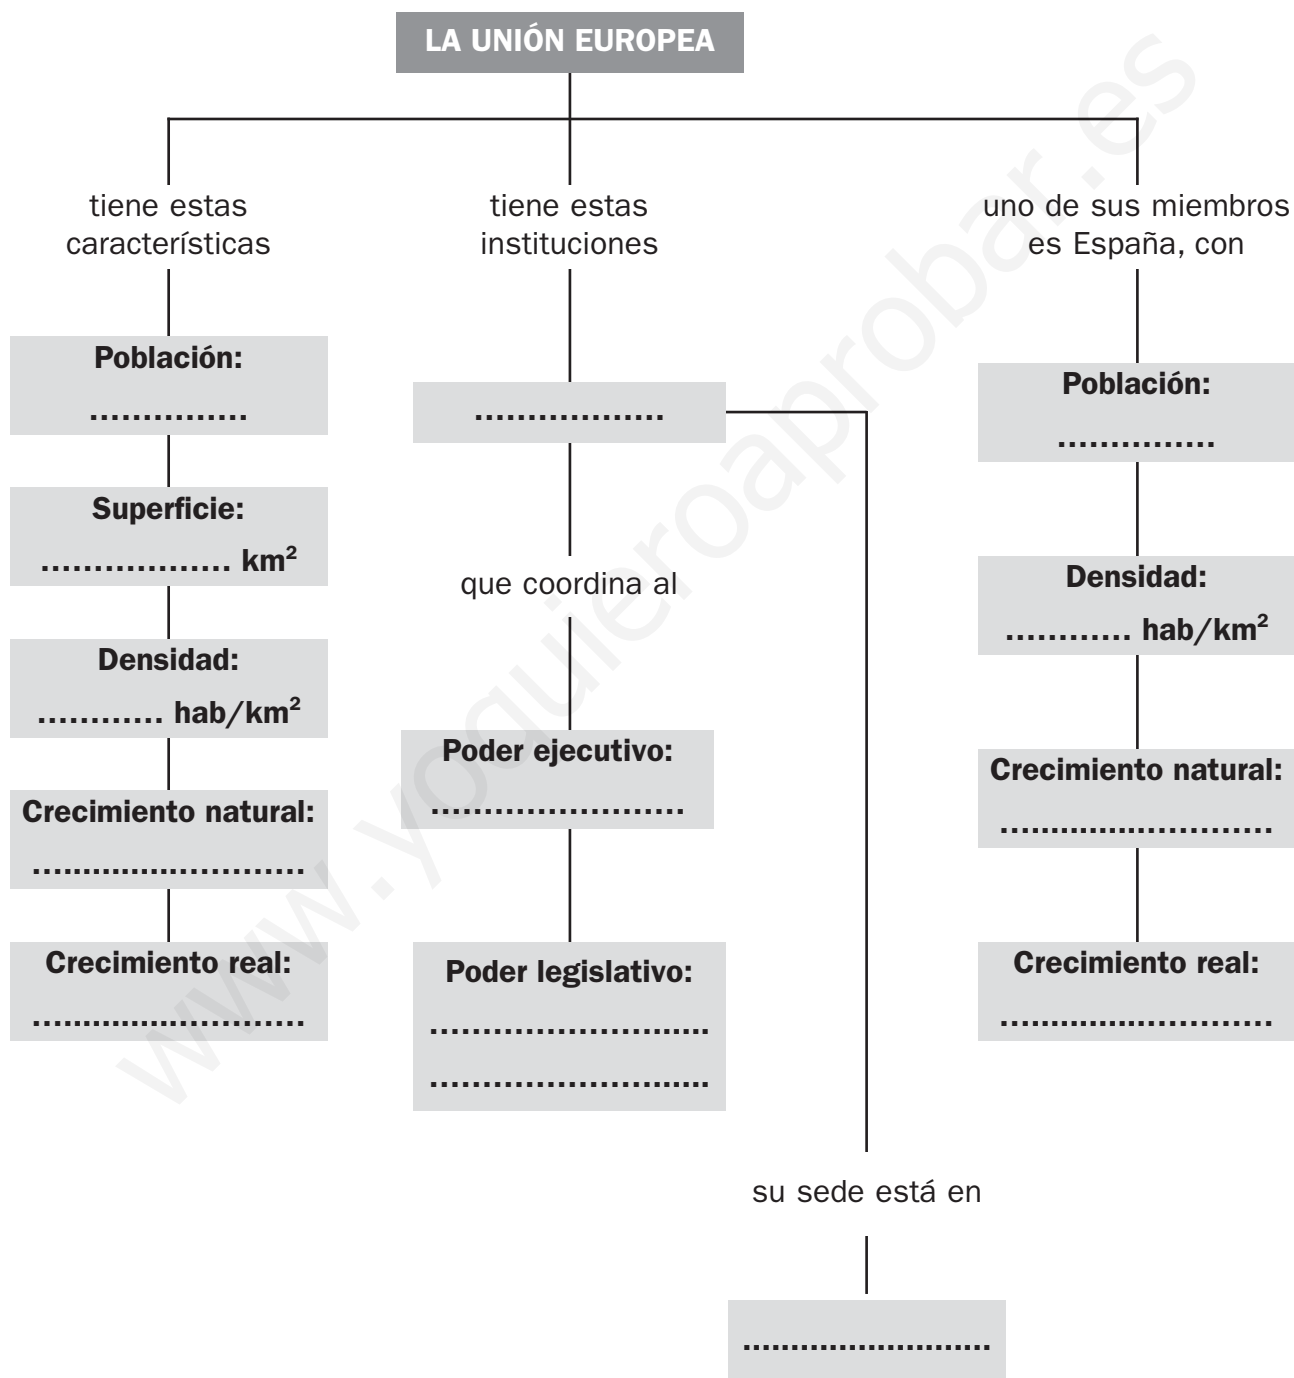 LA UNIÓN EUROPEA
tiene estas
características
Población:
...............
Superficie:
.................. km²
Densidad:
............ hab/km²
Crecimiento natural:
..........................
Crecimiento real:
..........................
tiene estas
instituciones
..................
que coordina al
Poder ejecutivo:
........................
Poder legislativo:
...........................
...........................
su sede está en
..........................
uno de sus miembros
es España, con
Población:
...............
Densidad:
............ hab/km²
Crecimiento natural:
..........................
Crecimiento real:
..........................
www.yoquieroaprobar.es